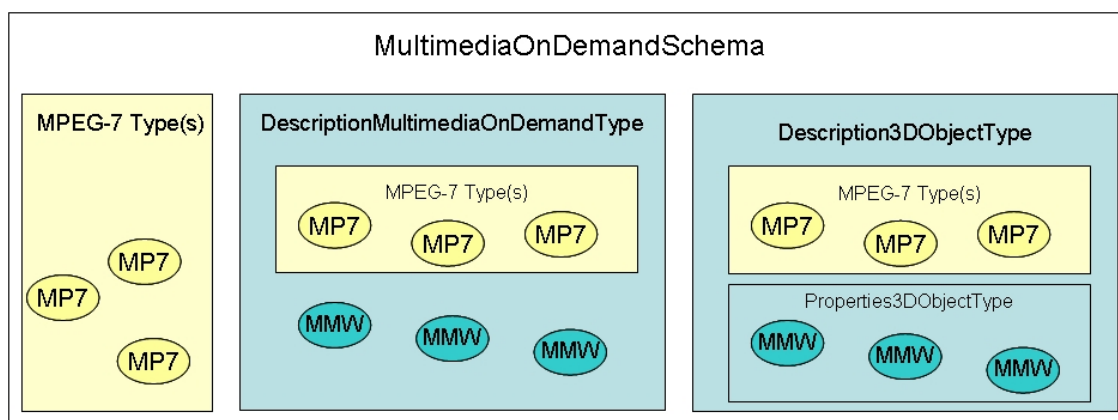 MultimediaOnDemandSchema
MPEG-7 Type(s)
MP7
MP7
MP7
DescriptionMultimediaOnDemandType
MPEG-7 Type(s)
MP7
MP7
MP7
MMW
MMW
MMW
Description3DObjectType
MPEG-7 Type(s)
MP7
MP7
MP7
Properties3DObjectType
MMW
MMW
MMW